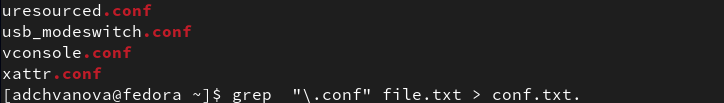 uresourced.conf
usb_modeswitch.conf
vconsole.conf
xattr.conf
[adchvanova@fedora ~]$ grep  "\.conf" file.txt > conf.txt.